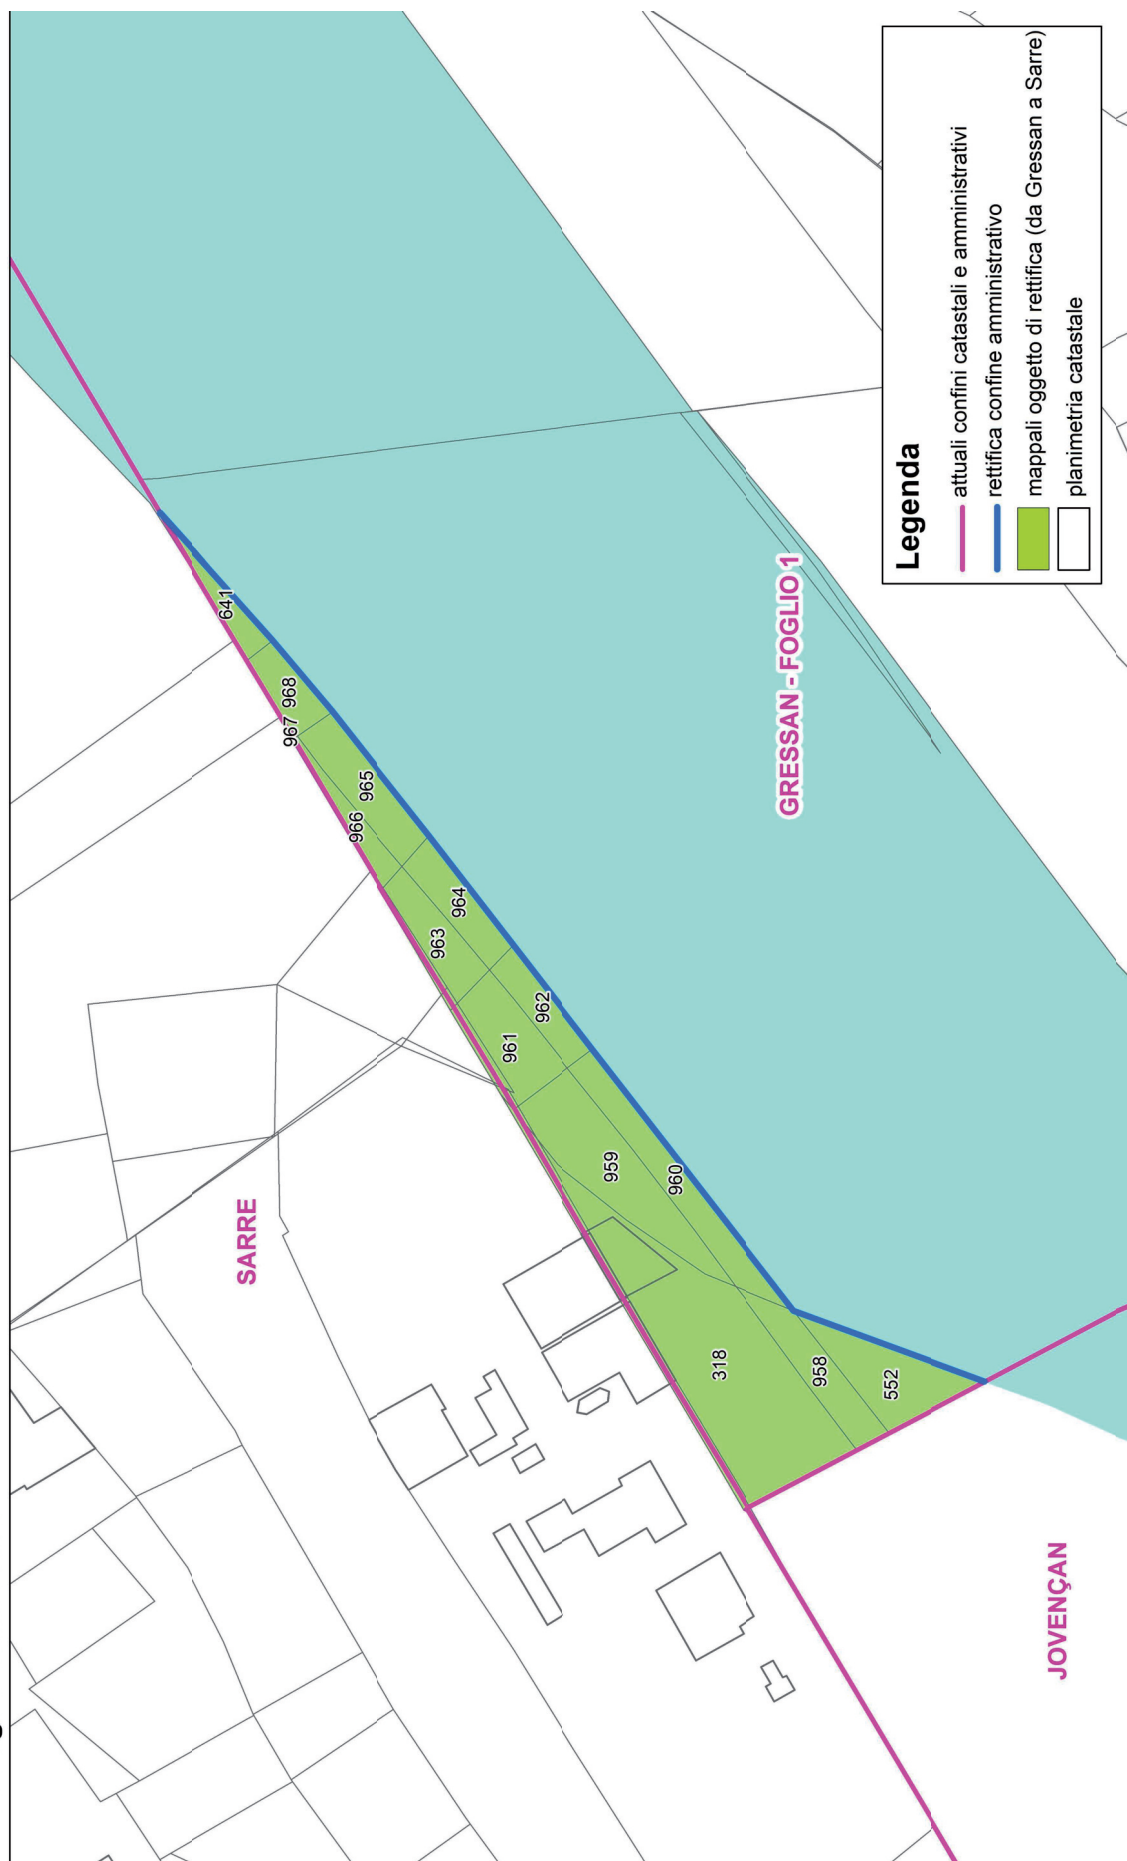 SARRE
641
968
967
965
966
964
963
962
961
959
960
318
958
552
GRESSAN - FOGLIO 1
JOVENÇAN
Legenda
attuali confini catastali e amministrativi
rettifica confine amministrativo
mappali oggetto di rettifica (da Gressan a Sarre)
planimetria catastale